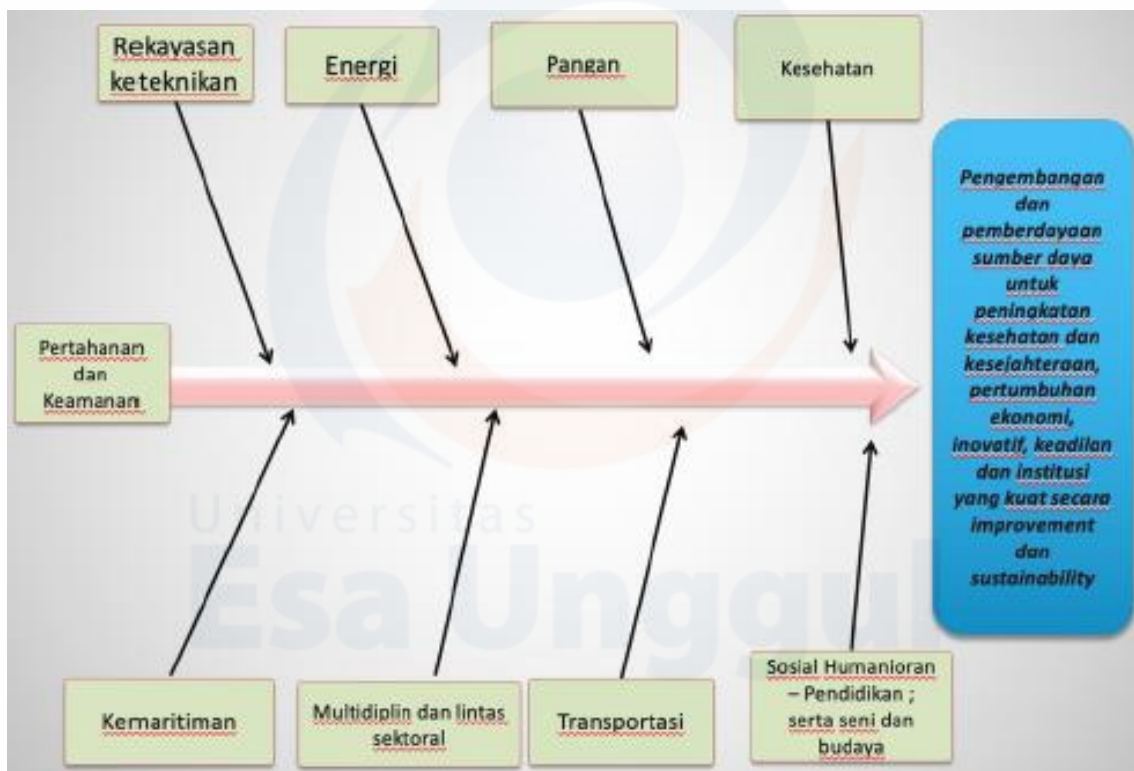 Rekayasan
keteknikan
Energi
Pangan
Kesehatan
Pertahanan
dan
Keamanan
Pengembangan
dan
pemberdayaan
sumber daya
untuk
peningkatan
kesehatan dan
kesejahteraan,
pertumbuhan
ekonomi,
inovatif, keadilan
dan institusi
yang kuat secara
improvement
dan
sustainability
Universitas
Esa Unggul
Kemaritiman
Multidiplin dan lintas
sektoral
Transportasi
Sosial Humanioran
– Pendidikan ;
serta seni dan
budaya